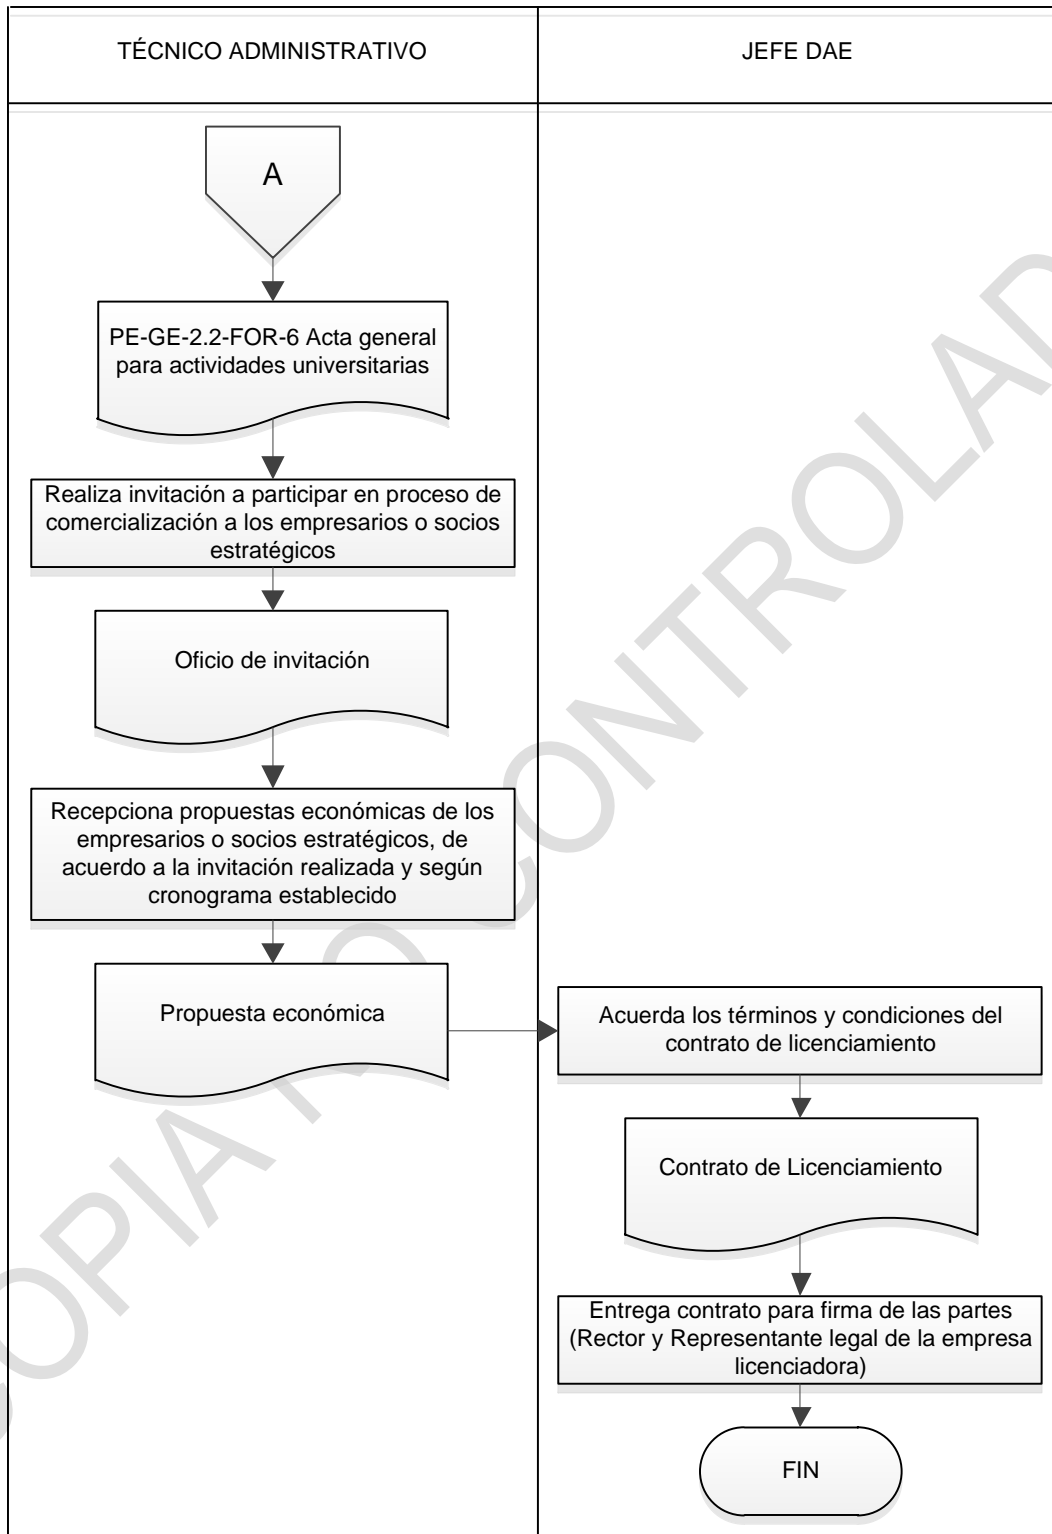 TÉCNICO ADMINISTRATIVO
JEFE DAE
A
PE-GE-2.2-FOR-6 Acta general
para actividades universitarias
Realiza invitación a participar en proceso de
comercialización a los empresarios o socios
estratégicos
Oficio de invitación
Recepciona propuestas económicas de los
empresarios o socios estratégicos, de
acuerdo a la invitación realizada y según
cronograma establecido
Propuesta económica
Acuerda los términos y condiciones del
contrato de licenciamiento
Contrato de Licenciamiento
Entrega contrato para firma de las partes
(Rector y Representante legal de la empresa
licenciadora)
FIN
COPIA NO CONTROLAD